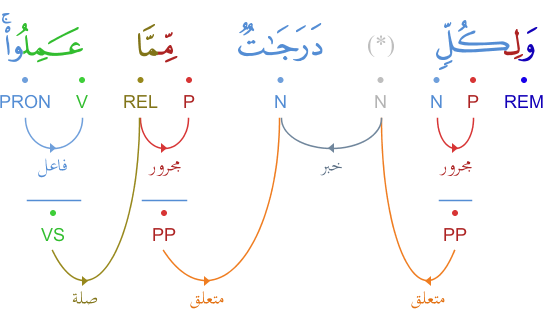 وَلِكُلٍّ (*) دَرَجَـٰتٌ مِّمَّا عَمِلُوا۟ ۚ
REM P N N N P REL V PRON
مجرور خبر مجرور فاعل
PP PP VS
متعلق متعلق صلة